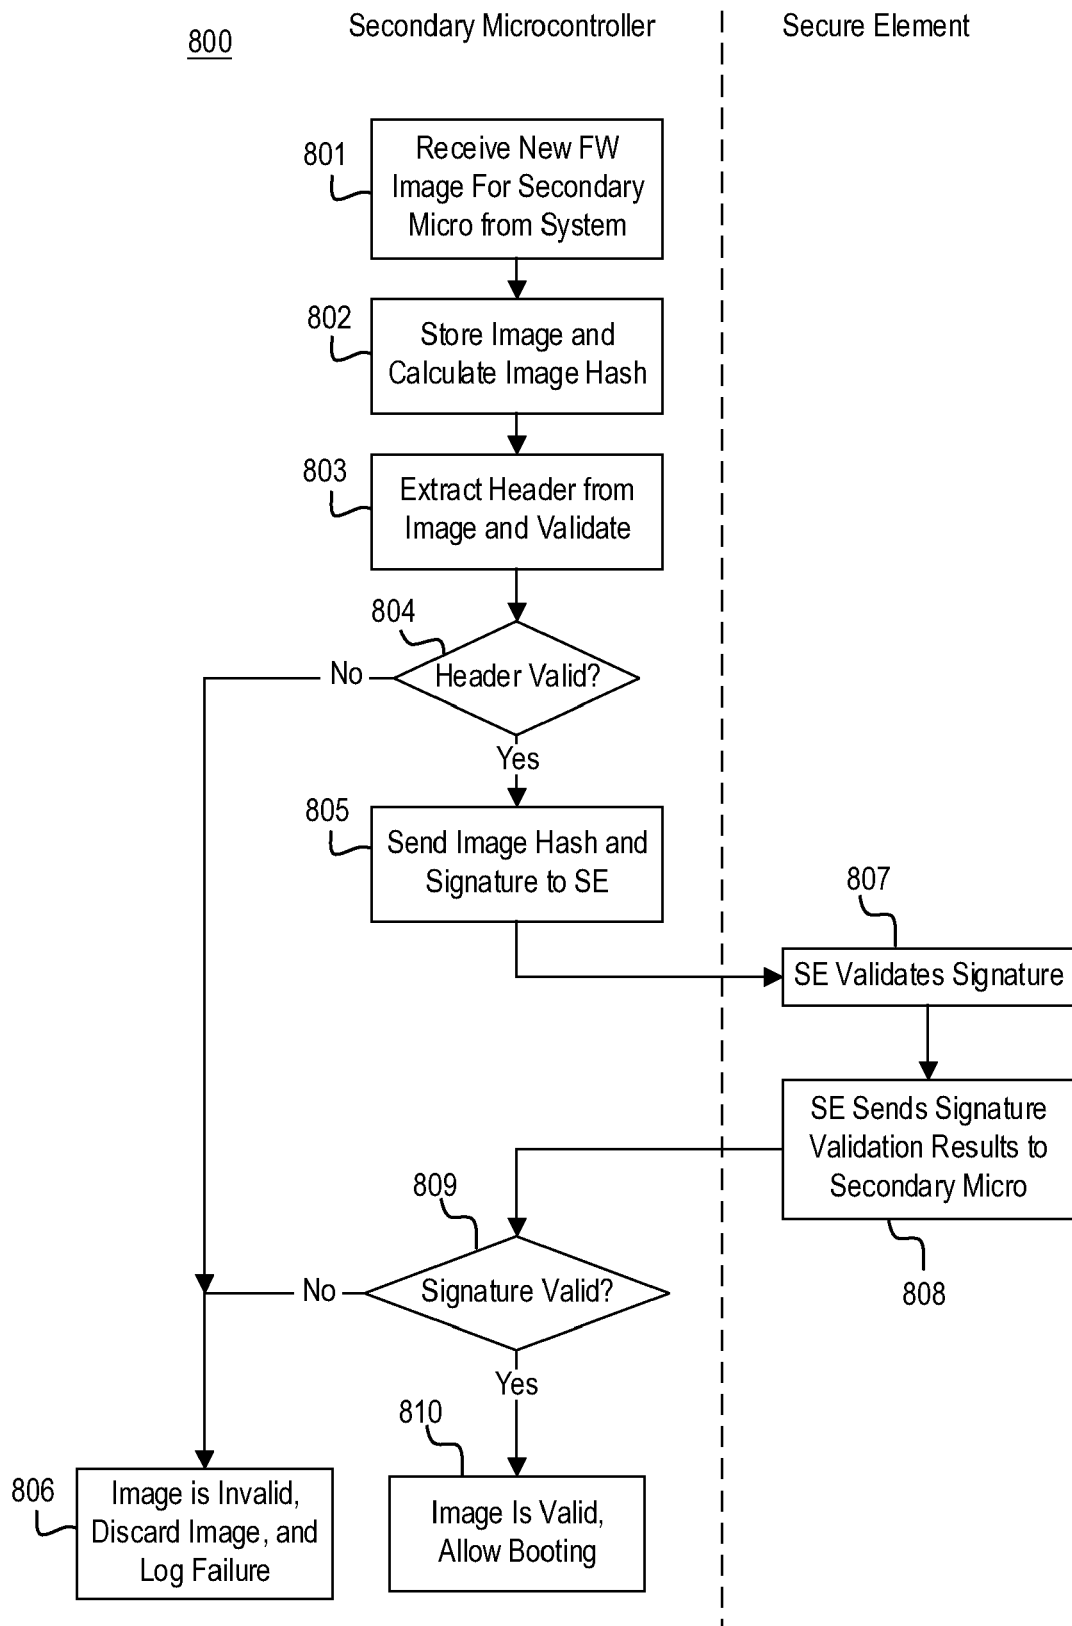 800
Secondary Microcontroller
Secure Element
801
Receive New FW
Image For Secondary
Micro from System
802
Store Image and
Calculate Image Hash
803
Extract Header from
Image and Validate
804
Header Valid?
No
Yes
805
Send Image Hash and
Signature to SE
807
SE Validates Signature
SE Sends Signature
Validation Results to
Secondary Micro
808
809
Signature Valid?
No
Yes
806
Image is Invalid,
Discard Image, and
Log Failure
810
Image Is Valid,
Allow Booting